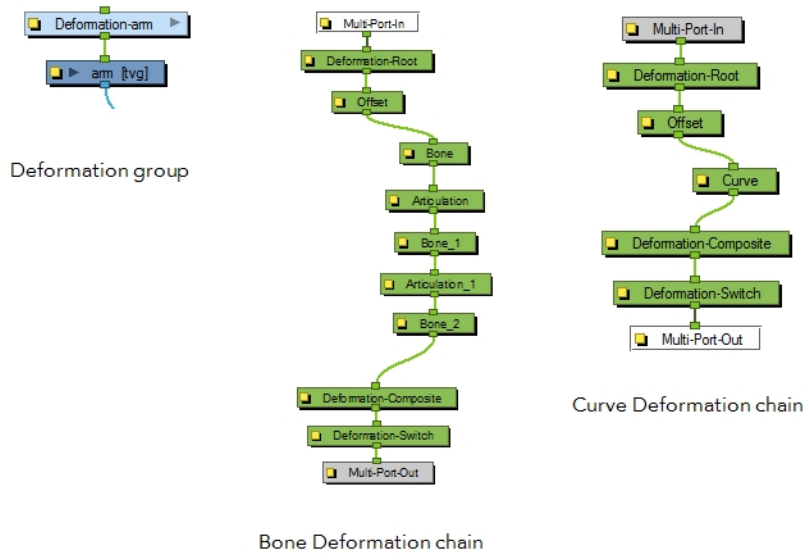 Deformation-arm
arm [tvg]
Deformation group
Multi-Port-In
Deformation-Root
Offset
Bone
Articulation
Bone_1
Articulation_1
Bone_2
Deformation-Composite
Deformation-Switch
Multi-Port-Out
Bone Deformation chain
Multi-Port-In
Deformation-Root
Offset
Curve
Deformation-Composite
Deformation-Switch
Multi-Port-Out
Curve Deformation chain